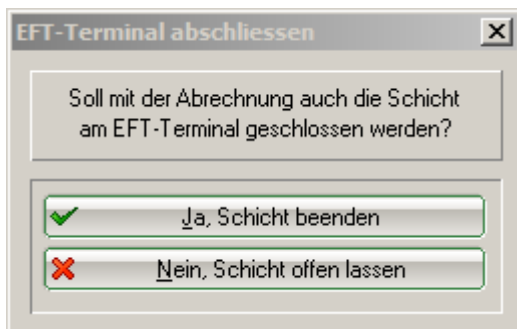 EFT-Terminal abschliessen
Soll mit der Abrechnung auch die Schicht
am EFT-Terminal geschlossen werden?
Ja, Schicht beenden
Nein, Schicht offen lassen